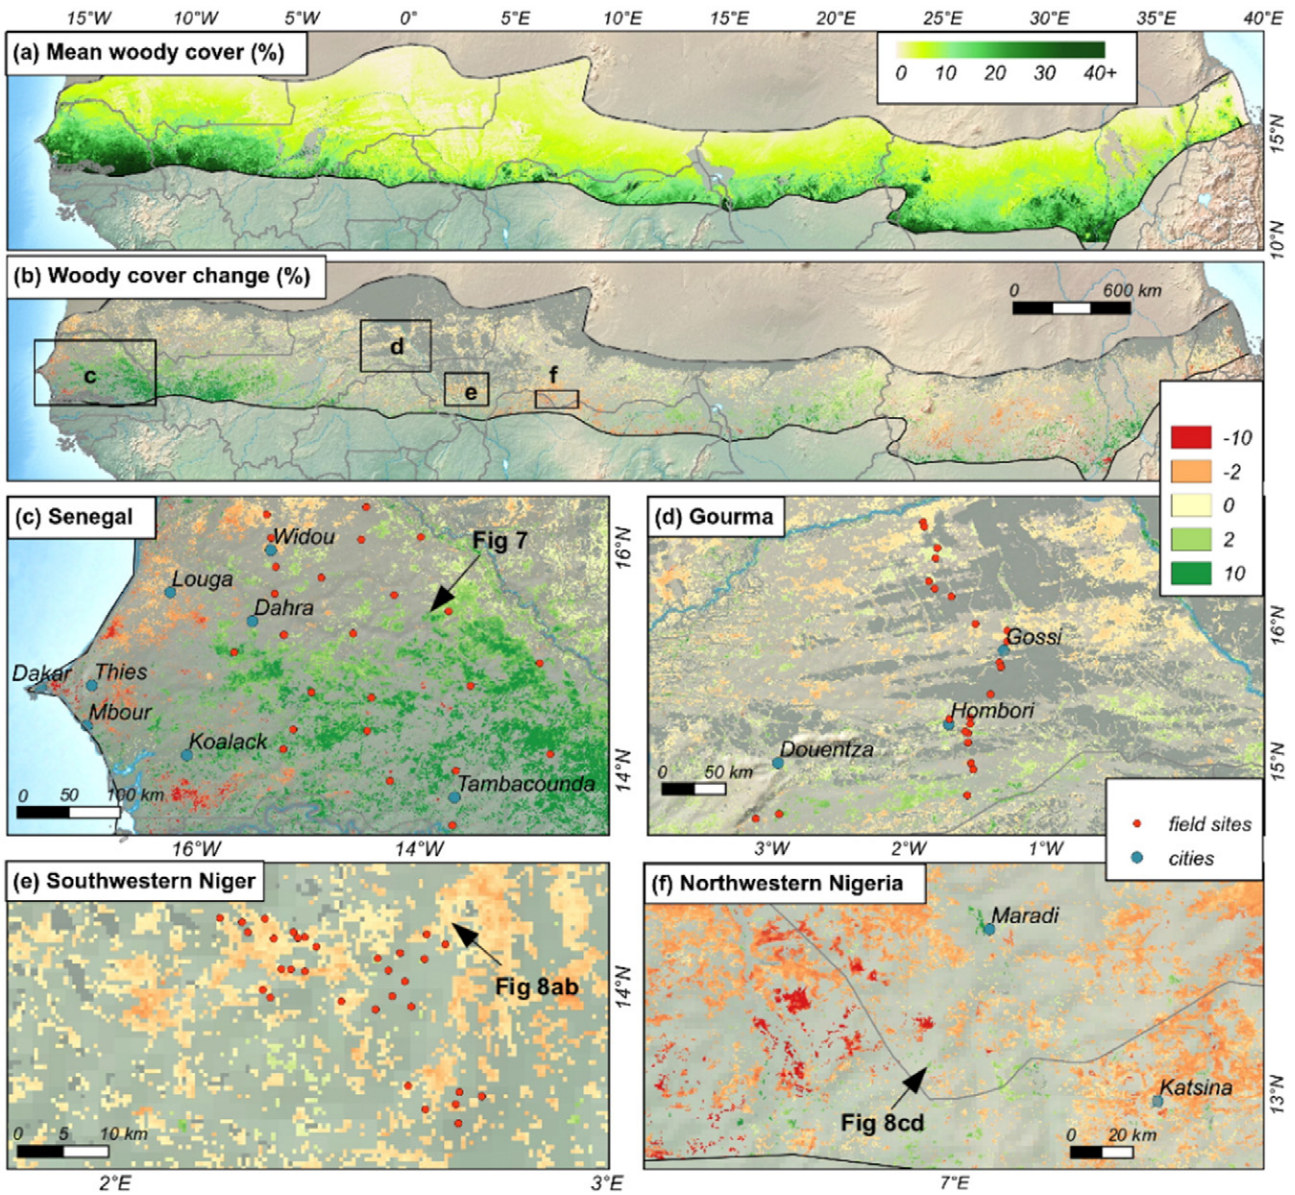 15°W 10°W 5°W 0° 5°E 10°E 15°E 20°E 25°E 30°E 35°E 40°E
(a) Mean woody cover (%)
0 10 20 30 40+
15°N
10°N
(b) Woody cover change (%)
0 600 km
c
d
e
f
-10
-2
0
2
10
(c) Senegal
Widou
Fig 7
Louga
Dahra
Dakar
Thies
Mbour
Koalack
Tambacounda
0 50 100 km
16°N
14°N
16°W 14°W
(d) Gourma
Gossi
Hombori
Douentza
0 50 km
16°N
15°N
3°W 2°W 1°W
field sites
cities
(e) Southwestern Niger
Fig 8ab
0 5 10 km
14°N
2°E 3°E
(f) Northwestern Nigeria
Maradi
Katsina
Fig 8cd
0 20 km
13°N
7°E